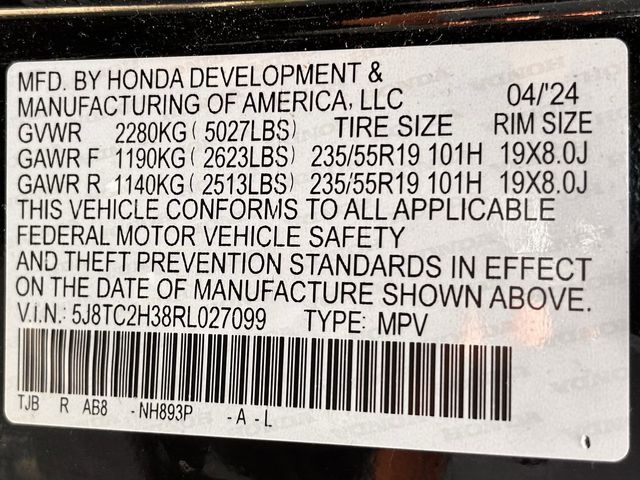 MFD. BY HONDA DEVELOPMENT &
MANUFACTURING OF AMERICA, LLC 04/'24
GVWR 2280KG ( 5027LBS) TIRE SIZE RIM SIZE
GAWR F 1190KG ( 2623LBS) 235/55R19 101H 19X8.0J
GAWR R 1140KG ( 2513LBS) 235/55R19 101H 19X8.0J
THIS VEHICLE CONFORMS TO ALL APPLICABLE
FEDERAL MOTOR VEHICLE SAFETY
AND THEFT PREVENTION STANDARDS IN EFFECT
ON THE DATE OF MANUFACTURE SHOWN ABOVE.
V.I.N.: 5J8TC2H38RL027099 TYPE: MPV
TJB R AB8 -NH893P -A -L